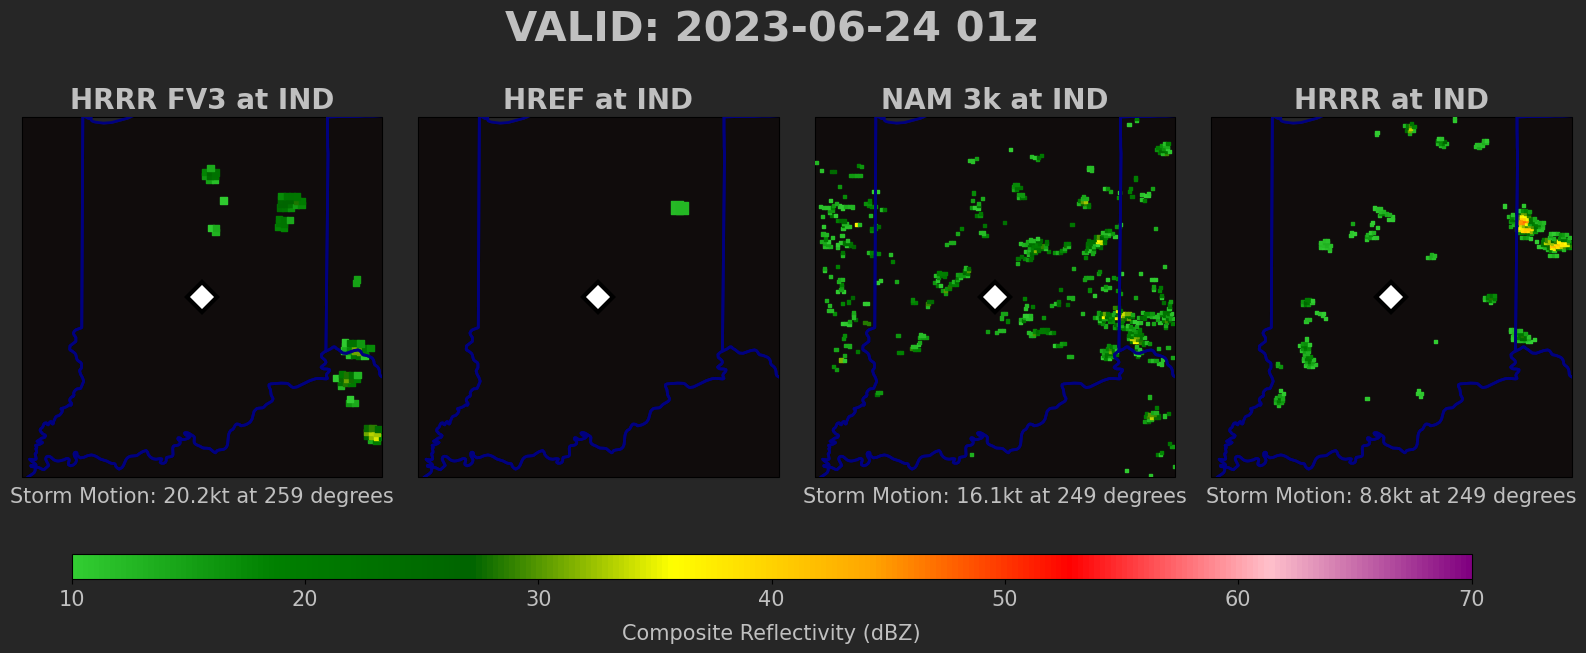 VALID: 2023-06-24 01z
HRRR FV3 at IND
HREF at IND
NAM 3k at IND
HRRR at IND
Storm Motion: 20.2kt at 259 degrees
Storm Motion: 16.1kt at 249 degrees
Storm Motion: 8.8kt at 249 degrees
10 20 30 40 50 60 70
Composite Reflectivity (dBZ)